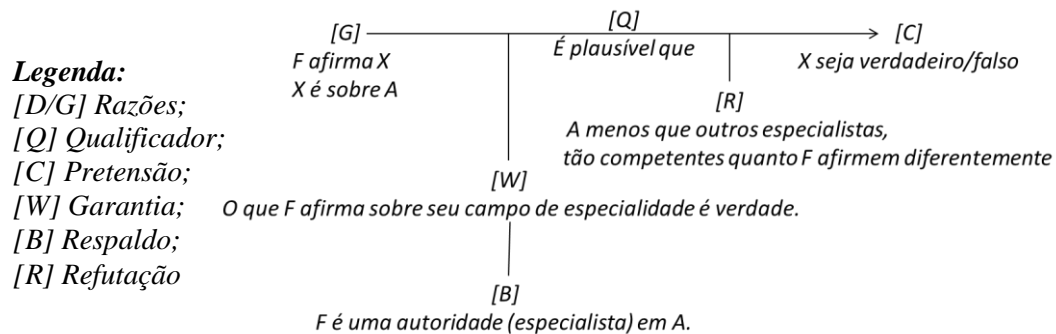 [G]
[Q]
[C]
F afirma X
X é sobre A
É plausível que
X seja verdadeiro/falso
Legenda:
[D/G] Razões;
[Q] Qualificador;
[C] Pretensão;
[W] Garantia;
[B] Respaldo;
[R] Refutação
[R]
A menos que outros especialistas,
tão competentes quanto F afirmem diferentemente
[W]
O que F afirma sobre seu campo de especialidade é verdade.
[B]
F é uma autoridade (especialista) em A.